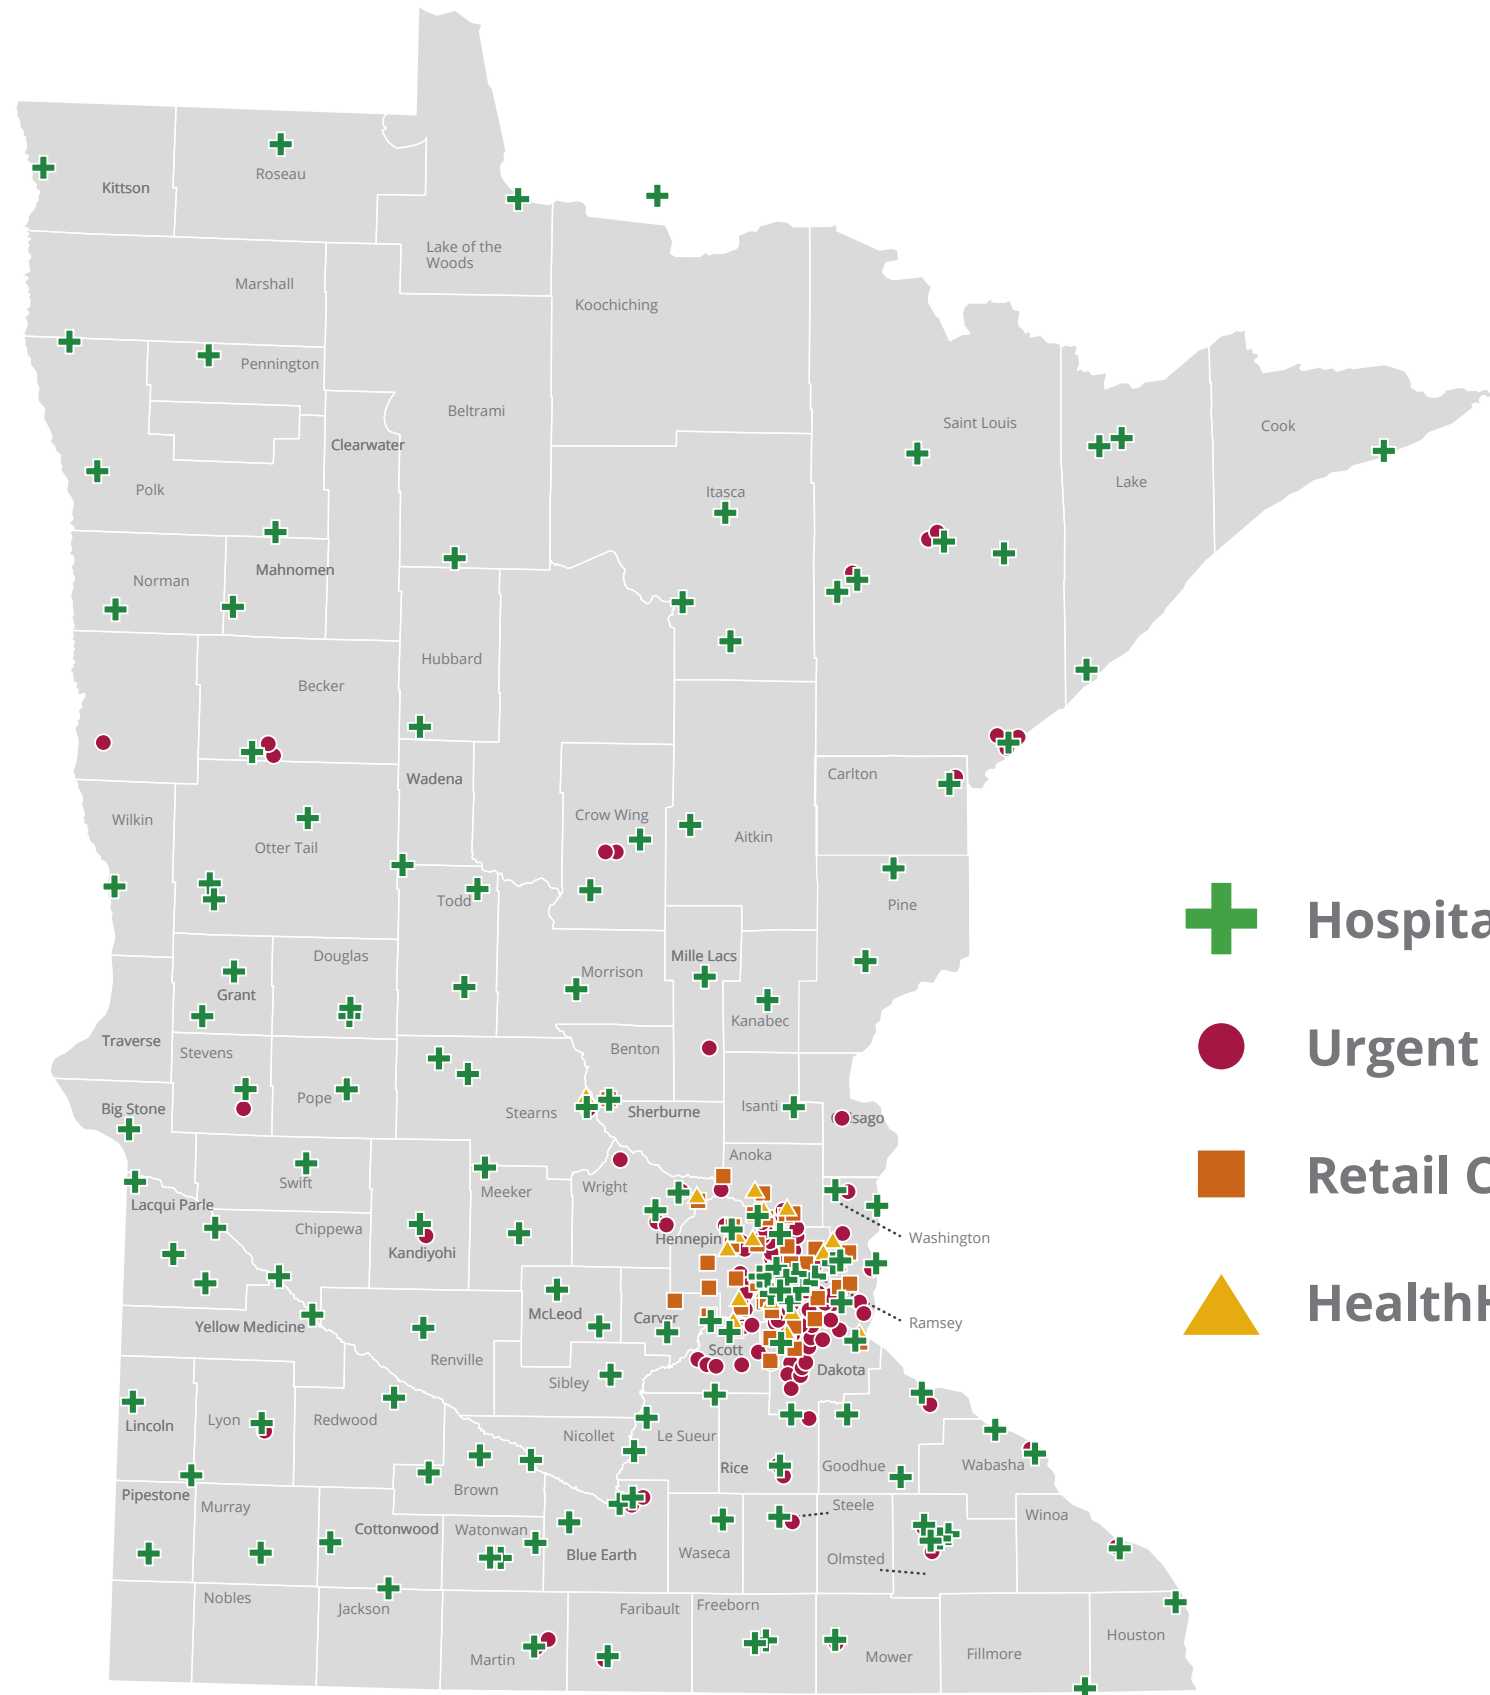 Kittson
Roseau
Lake of the
Woods
Marshall
Koochiching
Pennington
Beltrami
Saint Louis
Cook
Clearwater
Lake
Polk
Itasca
Norman
Mahnomen
Hubbard
Becker
Carlton
Wadena
Wilkin
Crow Wing
Aitkin
Otter Tail
Todd
Pine
Hospita
Douglas
Mille Lacs
Morrison
Grant
Kanabec
Traverse
Stevens
Benton
Urgent
Pope
Big Stone
Stearns
Sherburne
Isanti
sago
Anoka
Swift
Meeker
Wright
Retail C
Lacqui Parle
Chippewa
Kandiyohi
Hennepin
Washington
HealthH
McLeod
Carver
Ramsey
Yellow Medicine
Renville
Scott
Dakota
Sibley
Lincoln
Lyon
Redwood
Nicollet
Le Sueur
Rice
Goodhue
Wabasha
Brown
Pipestone
Murray
Steele
Winoa
Cottonwood
Watonwan
Blue Earth
Waseca
Olmsted
Nobles
Jackson
Faribault
Freeborn
Houston
Martin
Mower
Fillmore